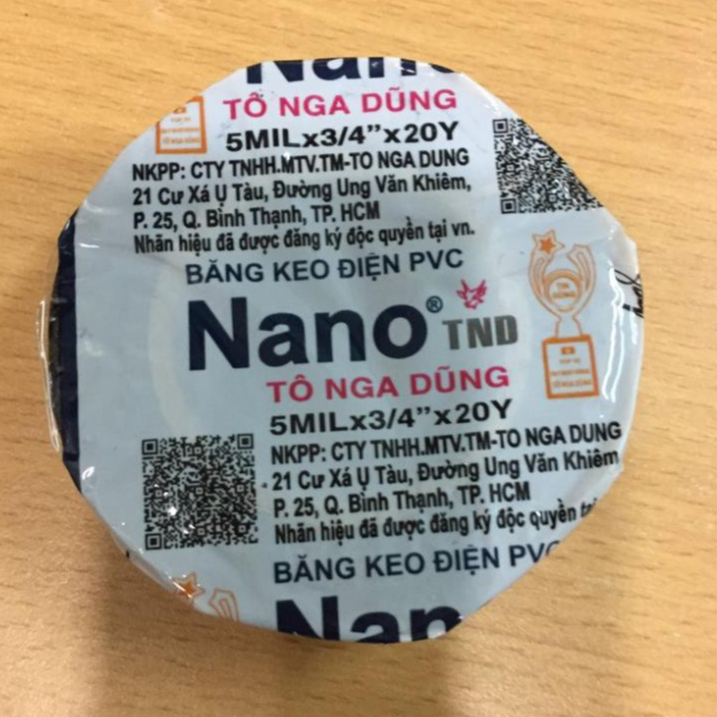 Nano
TÔ NGA DŨNG
5MILx3/4”x20Y
NKPP: CTY TNHH.MTV.TM-TO NGA DUNG
21 Cư Xá Ụ Tàu, Đường Ung Văn Khiêm,
P. 25, Q. Bình Thạnh, TP. HCM
Nhãn hiệu đã được đăng ký độc quyền tại vn.
BĂNG KEO ĐIỆN PVC
Nano® TND
TÔ NGA DŨNG
5MILx3/4”x20Y
NKPP: CTY TNHH.MTV.TM-TO NGA DUNG
21 Cư Xá Ụ Tàu, Đường Ung Văn Khiêm
P. 25, Q. Bình Thạnh, TP. HCM
Nhãn hiệu đã được đăng ký độc quyền tại
BĂNG KEO ĐIỆN PVC
Nan